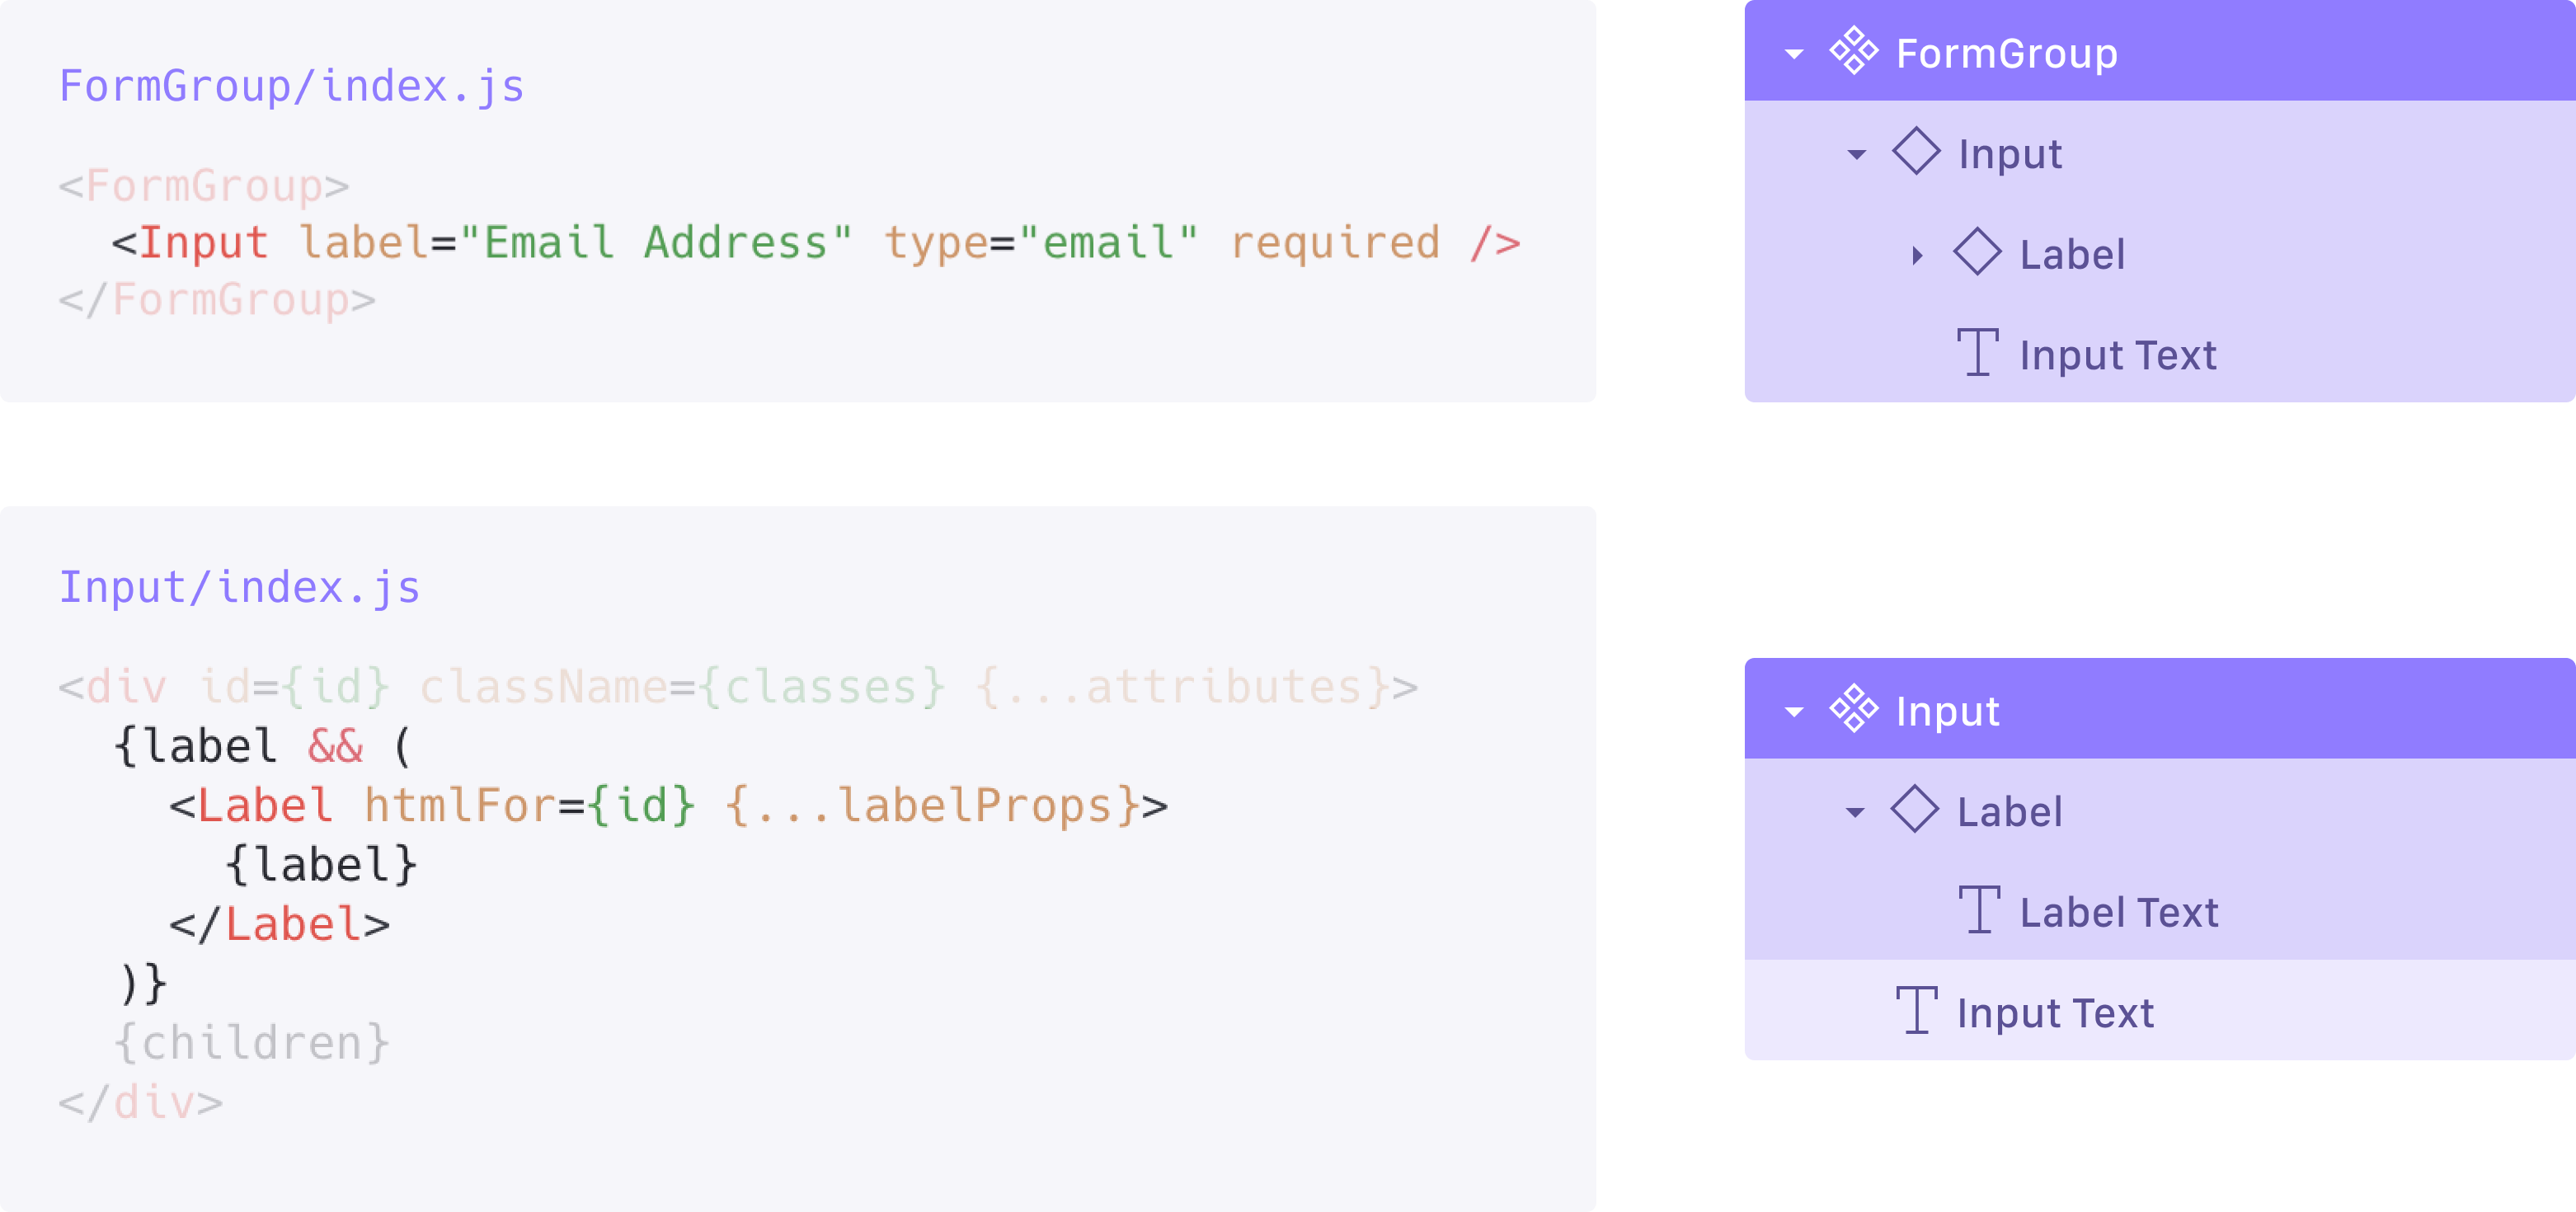 FormGroup/index.js
<FormGroup>
<Input label="Email Address" type="email" required />
</FormGroup>
FormGroup
Input
Label
Input Text
Input/index.js
<div id={id} className={classes} {...attributes}>
{label && (
<Label htmlFor={id} {...labelProps}>
{label}
</Label>
)}
{children}
</div>
Input
Label
Label Text
Input Text